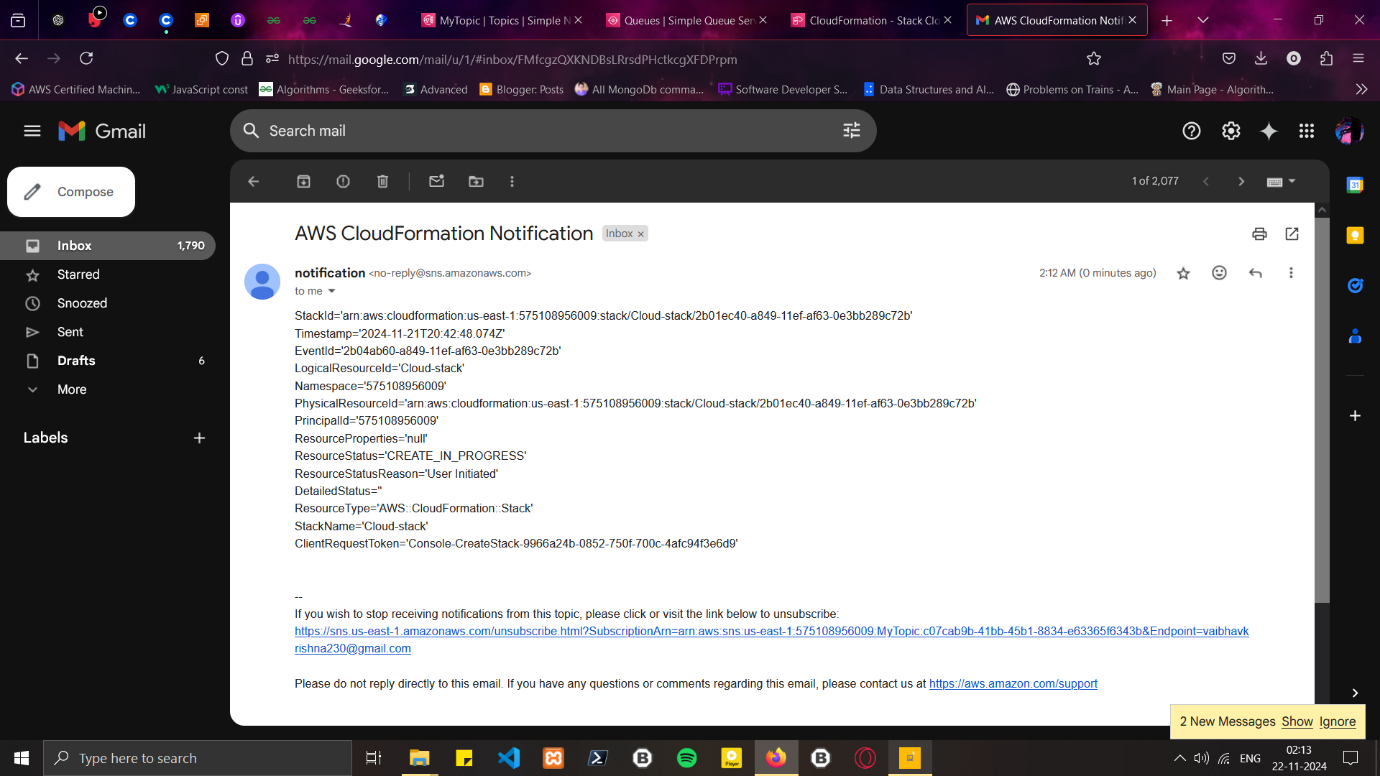 MyTopic | Topics | Simple N
Queues | Simple Queue Serv
CloudFormation - Stack Clo
AWS CloudFormation Notif
https://mail.google.com/mail/u/1/#inbox/FMfcgzQXKNDBsLRrsdPHctkcgXFDPrpm
AWS Certified Machin...
JavaScript const
Algorithms - Geeksfor...
Advanced
Blogger: Posts
All MongoDb comma...
Software Developer S...
Data Structures and Al...
Problems on Trains - A...
Main Page - Algorith...
Gmail
Search mail
Compose
1 of 2,077
Inbox 1,790
Starred
Snoozed
Sent
Drafts 6
More
Labels
AWS CloudFormation Notification Inbox
notification <no-reply@sns.amazonaws.com>
2:12 AM (0 minutes ago)
to me
StackId='arn:aws:cloudformation:us-east-1:575108956009:stack/Cloud-stack/2b01ec40-a849-11ef-af63-0e3bb289c72b'
Timestamp='2024-11-21T20:42:48.074Z'
EventId='2b04ab60-a849-11ef-af63-0e3bb289c72b'
LogicalResourceId='Cloud-stack'
Namespace='575108956009'
PhysicalResourceId='arn:aws:cloudformation:us-east-1:575108956009:stack/Cloud-stack/2b01ec40-a849-11ef-af63-0e3bb289c72b'
PrincipalId='575108956009'
ResourceProperties='null'
ResourceStatus='CREATE_IN_PROGRESS'
ResourceStatusReason='User Initiated'
DetailedStatus=''
ResourceType='AWS::CloudFormation::Stack'
StackName='Cloud-stack'
ClientRequestToken='Console-CreateStack-9966a24b-0852-750f-700c-4afc94f3e6d9'
--
If you wish to stop receiving notifications from this topic, please click or visit the link below to unsubscribe:
https://sns.us-east-1.amazonaws.com/unsubscribe.html?SubscriptionArn=arn:aws:sns:us-east-1:575108956009:MyTopic:c07cab9b-41bb-45b1-8834-e63365f6343b&Endpoint=vaibhavk
rishna230@gmail.com
Please do not reply directly to this email. If you have any questions or comments regarding this email, please contact us at https://aws.amazon.com/support
2 New Messages Show Ignore
Type here to search
ENG
02:13
22-11-2024